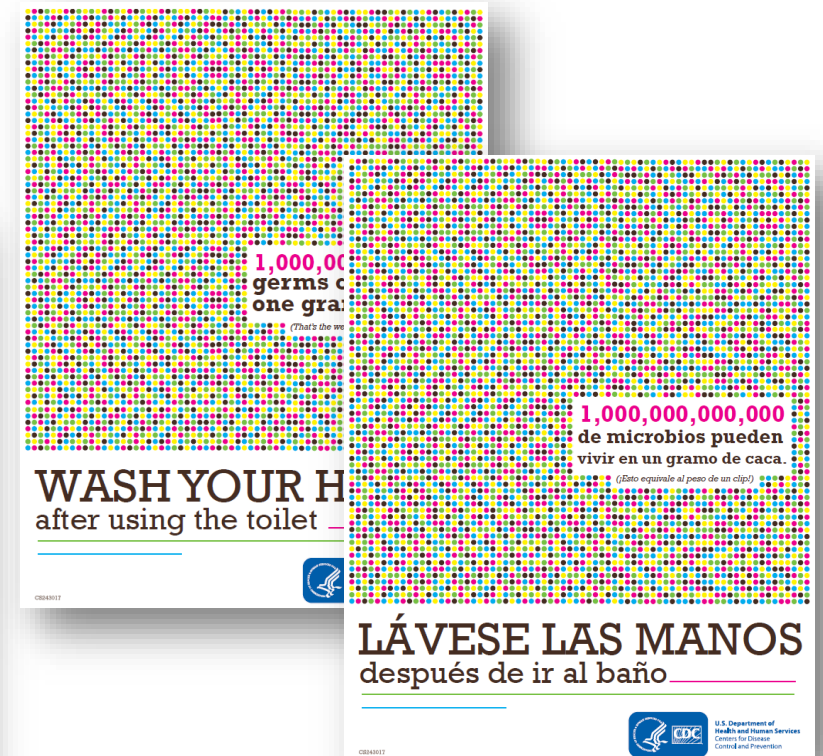 1,000,00
germs
one
(That's the
WASH YOUR
after using the toilet
CS243017
1,000,000,000,000
de microbios pueden
vivir en un gramo de caca.
(¡Esto equivale al peso de un clip!)
LÁVESE LAS MANOS
después de ir al baño
CDC
U.S. Department of
Health and Human Services
Centers for Disease
Control and Prevention
CS243017